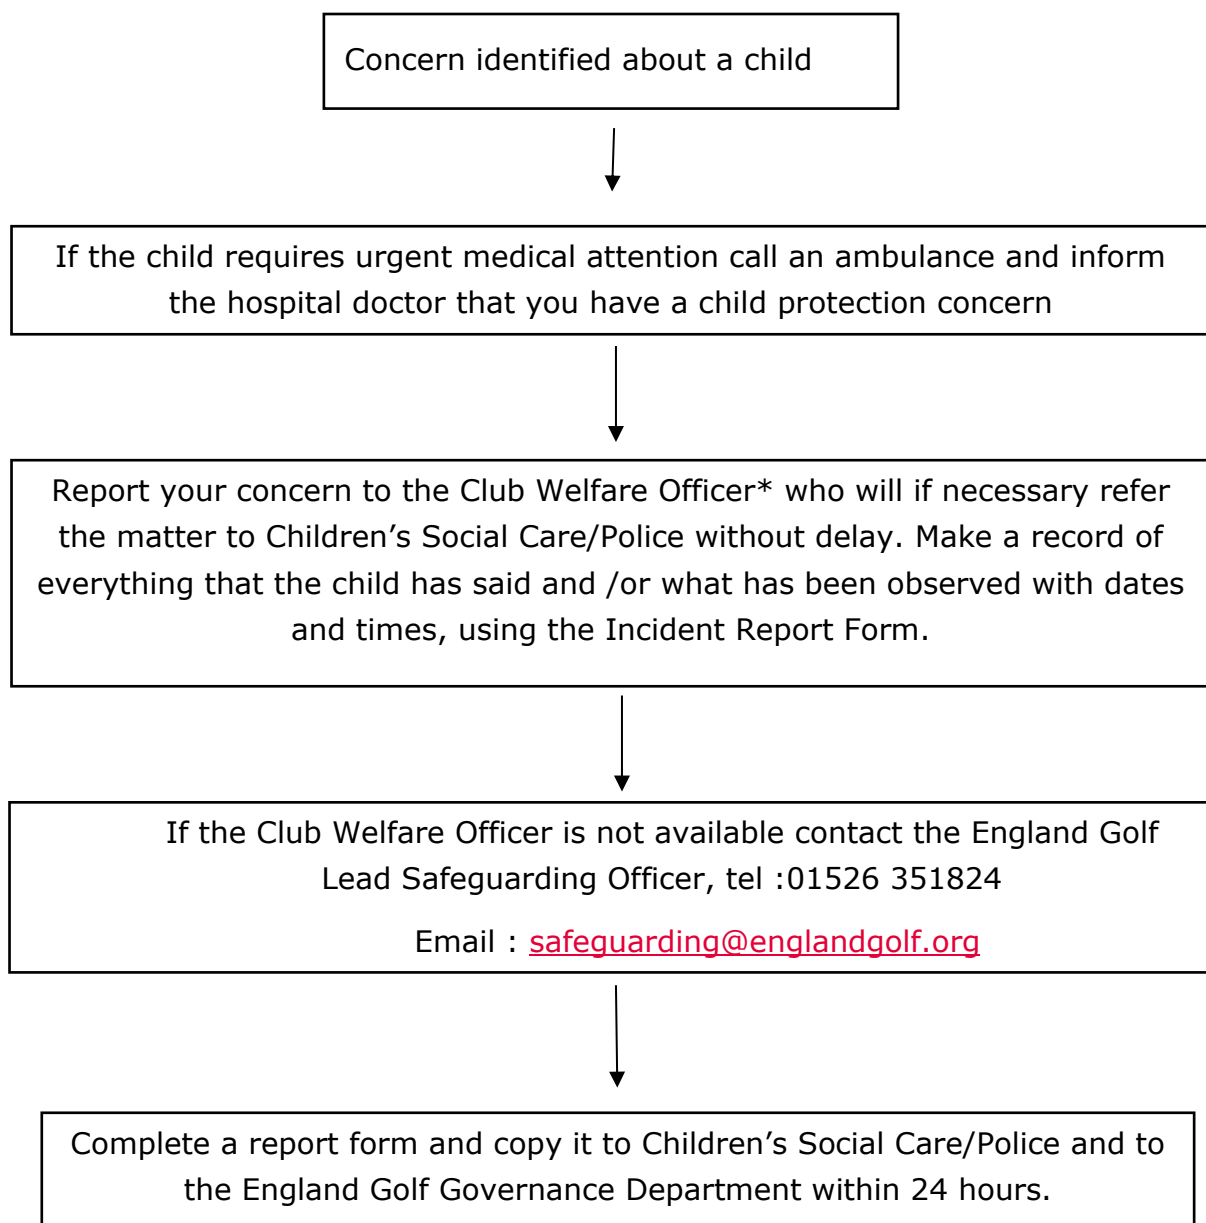 Concern identified about a child
If the child requires urgent medical attention call an ambulance and inform
the hospital doctor that you have a child protection concern
Report your concern to the Club Welfare Officer* who will if necessary refer
the matter to Children’s Social Care/Police without delay. Make a record of
everything that the child has said and /or what has been observed with dates
and times, using the Incident Report Form.
If the Club Welfare Officer is not available contact the England Golf
Lead Safeguarding Officer, tel :01526 351824
Email : safeguarding@englandgolf.org
Complete a report form and copy it to Children’s Social Care/Police and to
the England Golf Governance Department within 24 hours.